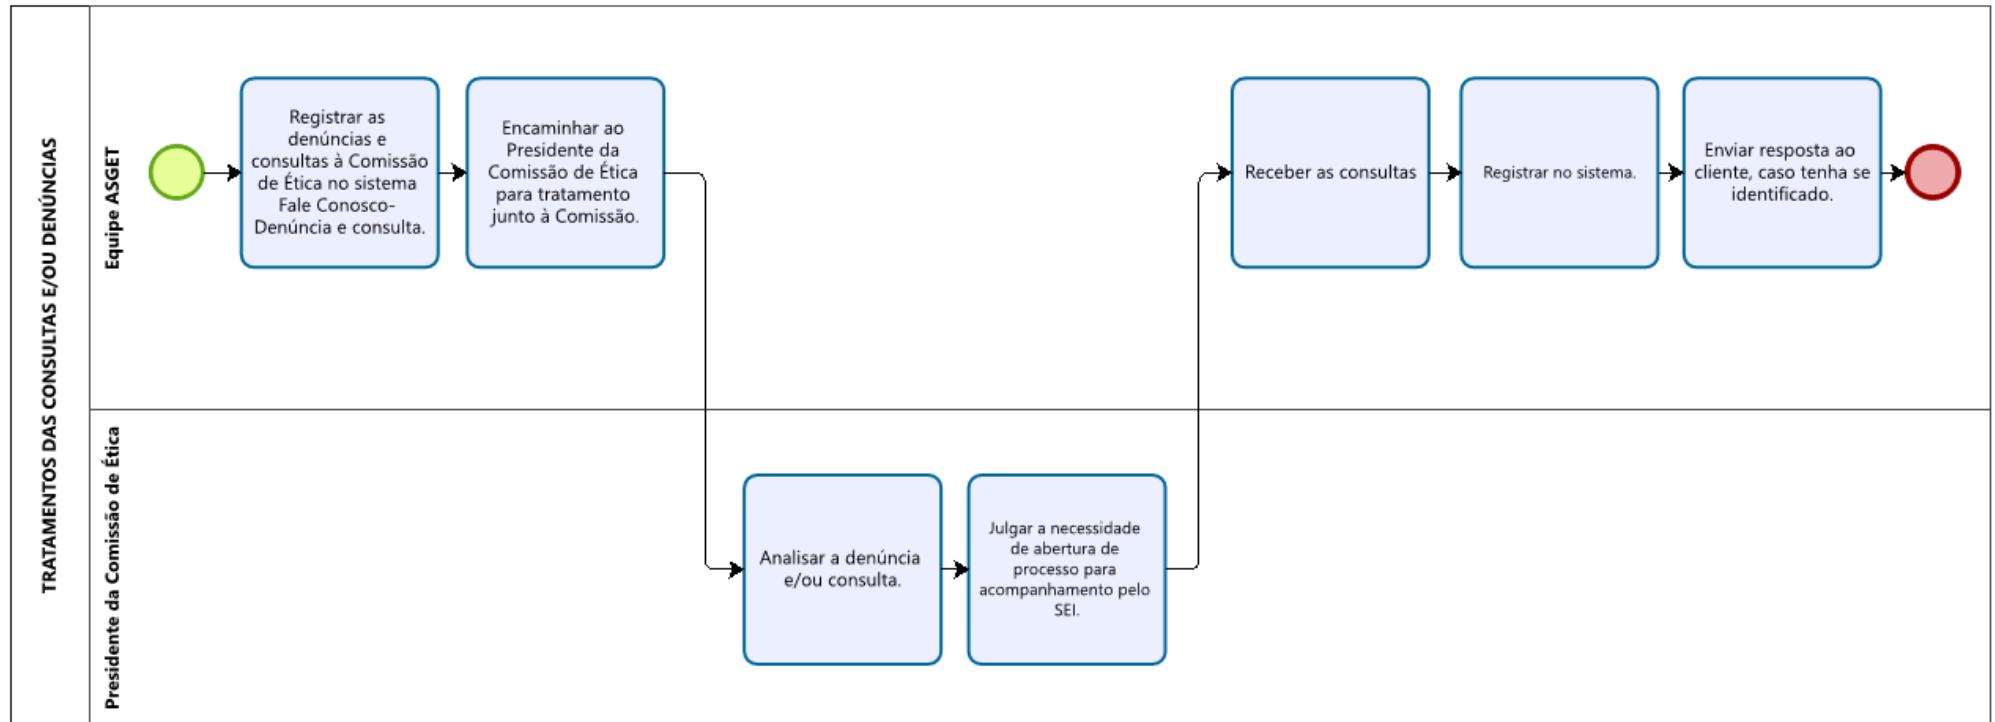 TRATAMENTOS DAS CONSULTAS E/OU DENÚNCIAS
Equipe ASGET
Registrar as
denúncias e
consultas à Comissão
de Ética no sistema
Fale Conosco-
Denúncia e consulta.
Encaminhar ao
Presidente da
Comissão de Ética
para tratamento
junto à Comissão.
Receber as consultas
Registrar no sistema.
Enviar resposta ao
cliente, caso tenha se
identificado.
Presidente da Comissão de Ética
Analisar a denúncia
e/ou consulta.
Julgar a necessidade
de abertura de
processo para
acompanhamento pelo
SEI.